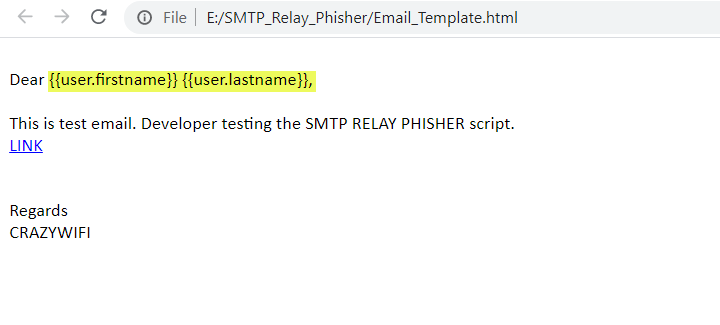 File E:/SMTP_Relay_Phisher/Email_Template.html
Dear {{user.firstname}} {{user.lastname}},
This is test email. Developer testing the SMTP RELAY PHISHER script.
LINK
Regards
CRAZYWIFI